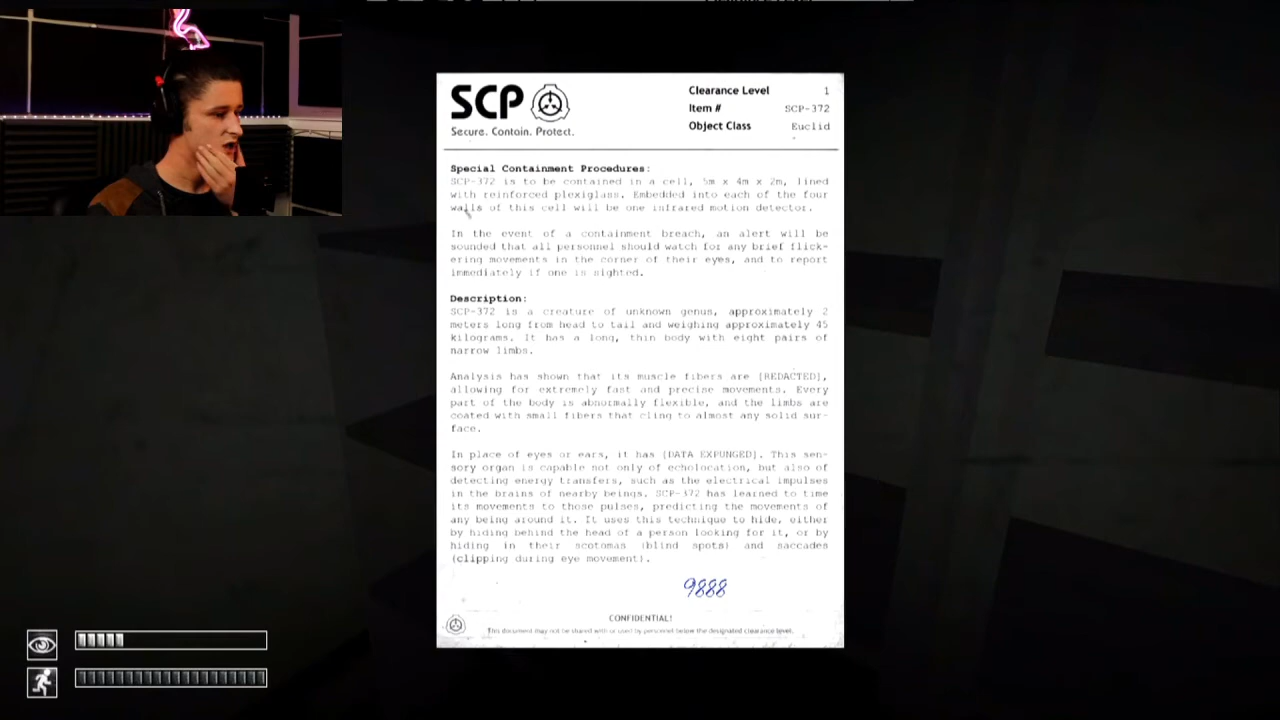 SCP
Secure. Contain. Protect.
Clearance Level 1
Item # SCP-372
Object Class Euclid
Special Containment Procedures:
SCP-372 is to be contained in a cell, 5m x 4m x 2m, lined
with reinforced plexiglass. Embedded into each of the four
walls of this cell will be one infrared motion detector.
In the event of a containment breach, an alert will be
sounded that all personnel should watch for any brief flick-
ering movements in the corner of their eyes, and to report
immediately if one is sighted.
Description:
SCP-372 is a creature of unknown genus, approximately 2
meters long from head to tail and weighing approximately 45
kilograms. It has a long, thin body with eight pairs of
narrow limbs.
Analysis has shown that its muscle fibers are [REDACTED],
allowing for extremely fast and precise movements. Every
part of the body is abnormally flexible, and the limbs are
coated with small fibers that cling to almost any solid sur-
face.
In place of eyes or ears, it has [DATA EXPUNGED]. This sen-
sory organ is capable not only of echolocation, but also of
detecting energy transfers, such as the electrical impulses
in the brains of nearby beings. SCP-372 has learned to time
its movements to those pulses, predicting the movements of
any being around it. It uses this technique to hide, either
by hiding behind the head of a person looking for it, or by
hiding in their scotomas (blind spots) and saccades
(clipping during eye movement).
9888
CONFIDENTIAL!
This document may not be shared with or used by personnel below the designated clearance level.